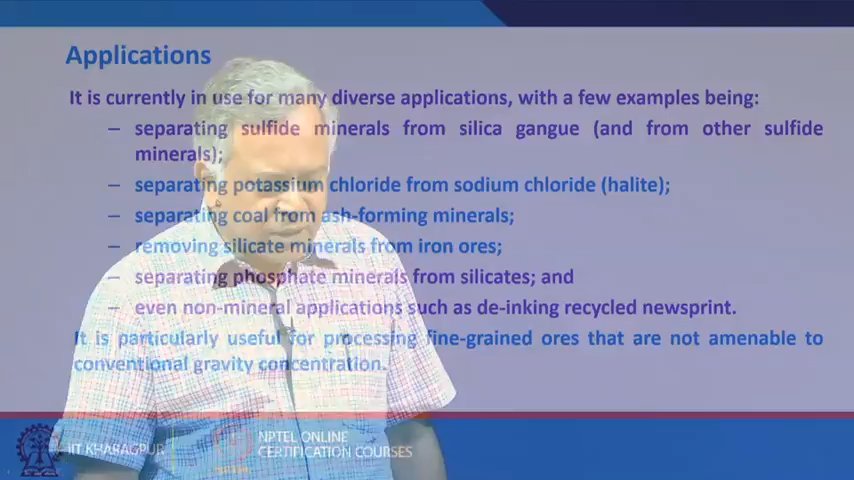 Applications
It is currently in use for many diverse applications, with a few examples being:
– separating sulfide minerals from silica gangue (and from other sulfide
minerals);
– separating potassium chloride from sodium chloride (halite);
– separating coal from ash-forming minerals;
– removing silicate minerals from iron ores;
– separating phosphate minerals from silicates; and
– even non-mineral applications such as de-inking recycled newsprint.
It is particularly useful for processing fine-grained ores that are not amenable to
conventional gravity concentration.
IIT KHARAGPUR
NPTEL ONLINE
CERTIFICATION COURSES